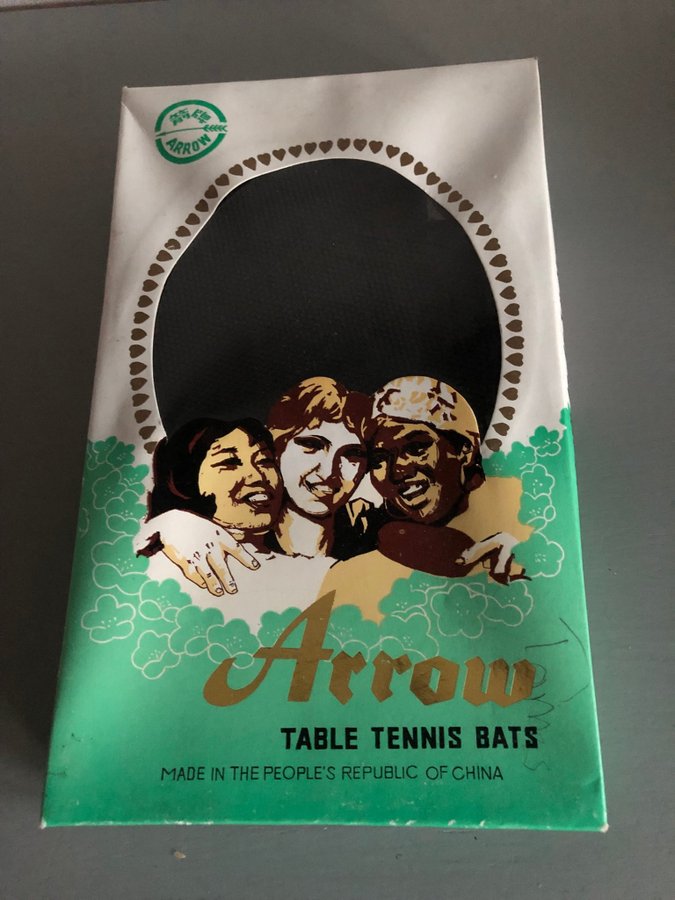 箭牌
ARROW
Arrow
TABLE TENNIS BATS
MADE IN THE PEOPLE'S REPUBLIC OF CHINA